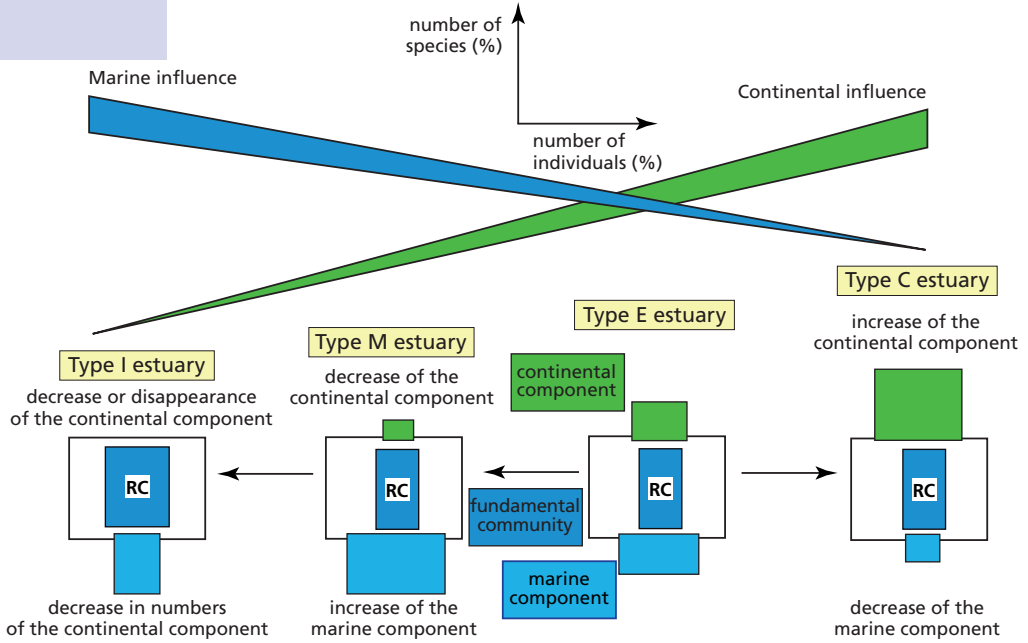 number of
species (%)
Marine influence
Continental influence
number of
individuals (%)
Type C estuary
Type E estuary
increase of the
continental component
Type M estuary
Type I estuary
decrease of the
continental component
continental
component
decrease or disappearance
of the continental component
RC
RC
RC
RC
fundamental
community
marine
component
decrease in numbers
of the continental component
increase of the
marine component
decrease of the
marine component